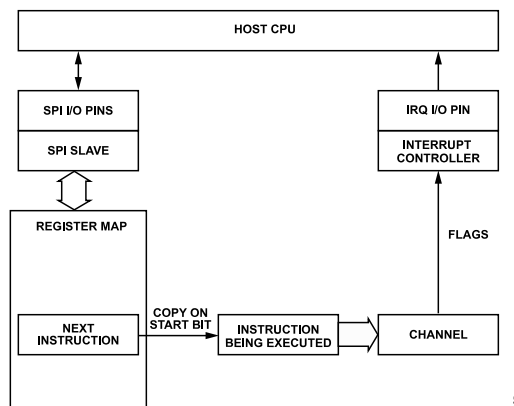 HOST CPU
SPI I/O PINS
SPI SLAVE
IRQ I/O PIN
INTERRUPT
CONTROLLER
REGISTER MAP
FLAGS
COPY ON
START BIT
NEXT
INSTRUCTION
INSTRUCTION
BEING EXECUTED
CHANNEL